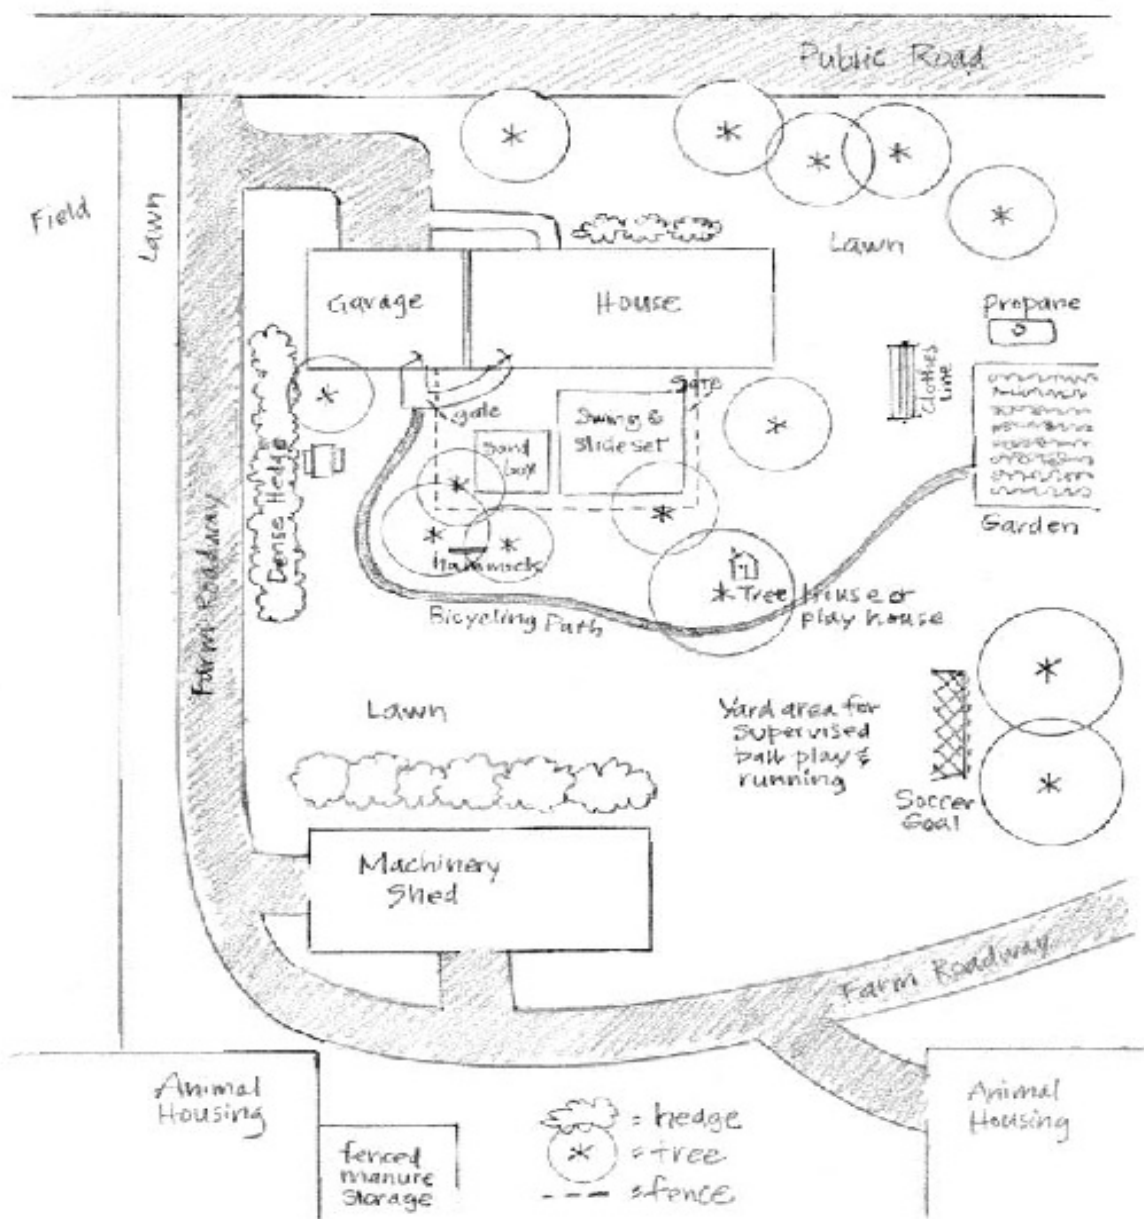 Public Road
Field
Lawn
Lawn
Garage
House
Propane
Clothes
Line
gate
gate
Swing &
Slide set
Sand
box
Garden
Dense Hedge
Farm Roadway
Hammocks
Tree house or
play house
Bicycling Path
Lawn
Yard area for
supervised
ball play &
running
Soccer
Goal
Machinery
Shed
Farm Roadway
Animal
Housing
fenced
manure
storage
= hedge
= tree
= fence
Animal
Housing